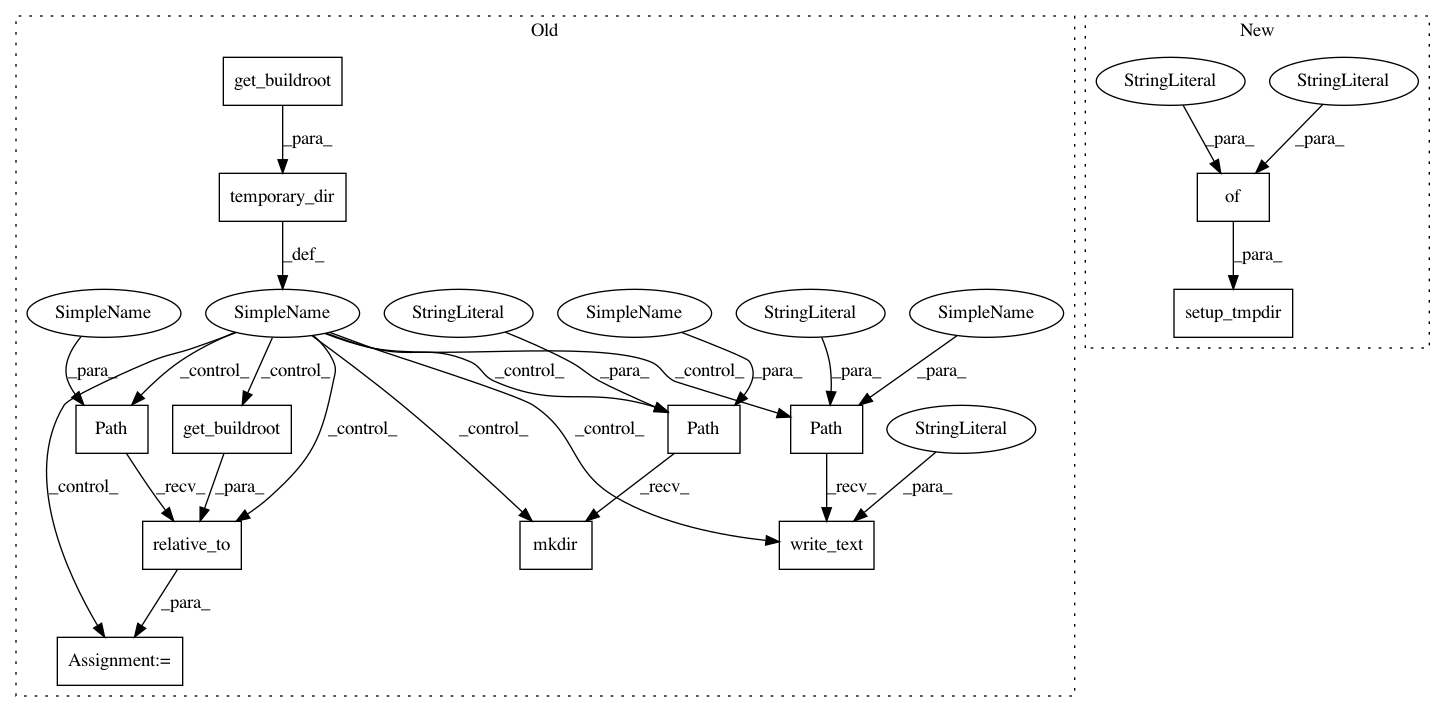 Old
New
get_buildroot
StringLiteral
StringLiteral
_para_
_para_
_para_
temporary_dir
of
_def_
_para_
SimpleName
SimpleName
StringLiteral
SimpleName
StringLiteral
SimpleName
setup_tmpdir
_para_
_control_
_control_
_control_
_para_
_para_
_control_
_para_
_para_
Path
get_buildroot
Path
Path
StringLiteral
_control_
_control_
_control_
_control_
_recv_
_para_
_recv_
_recv_
_para_
relative_to
mkdir
write_text
_para_
Assignment:=